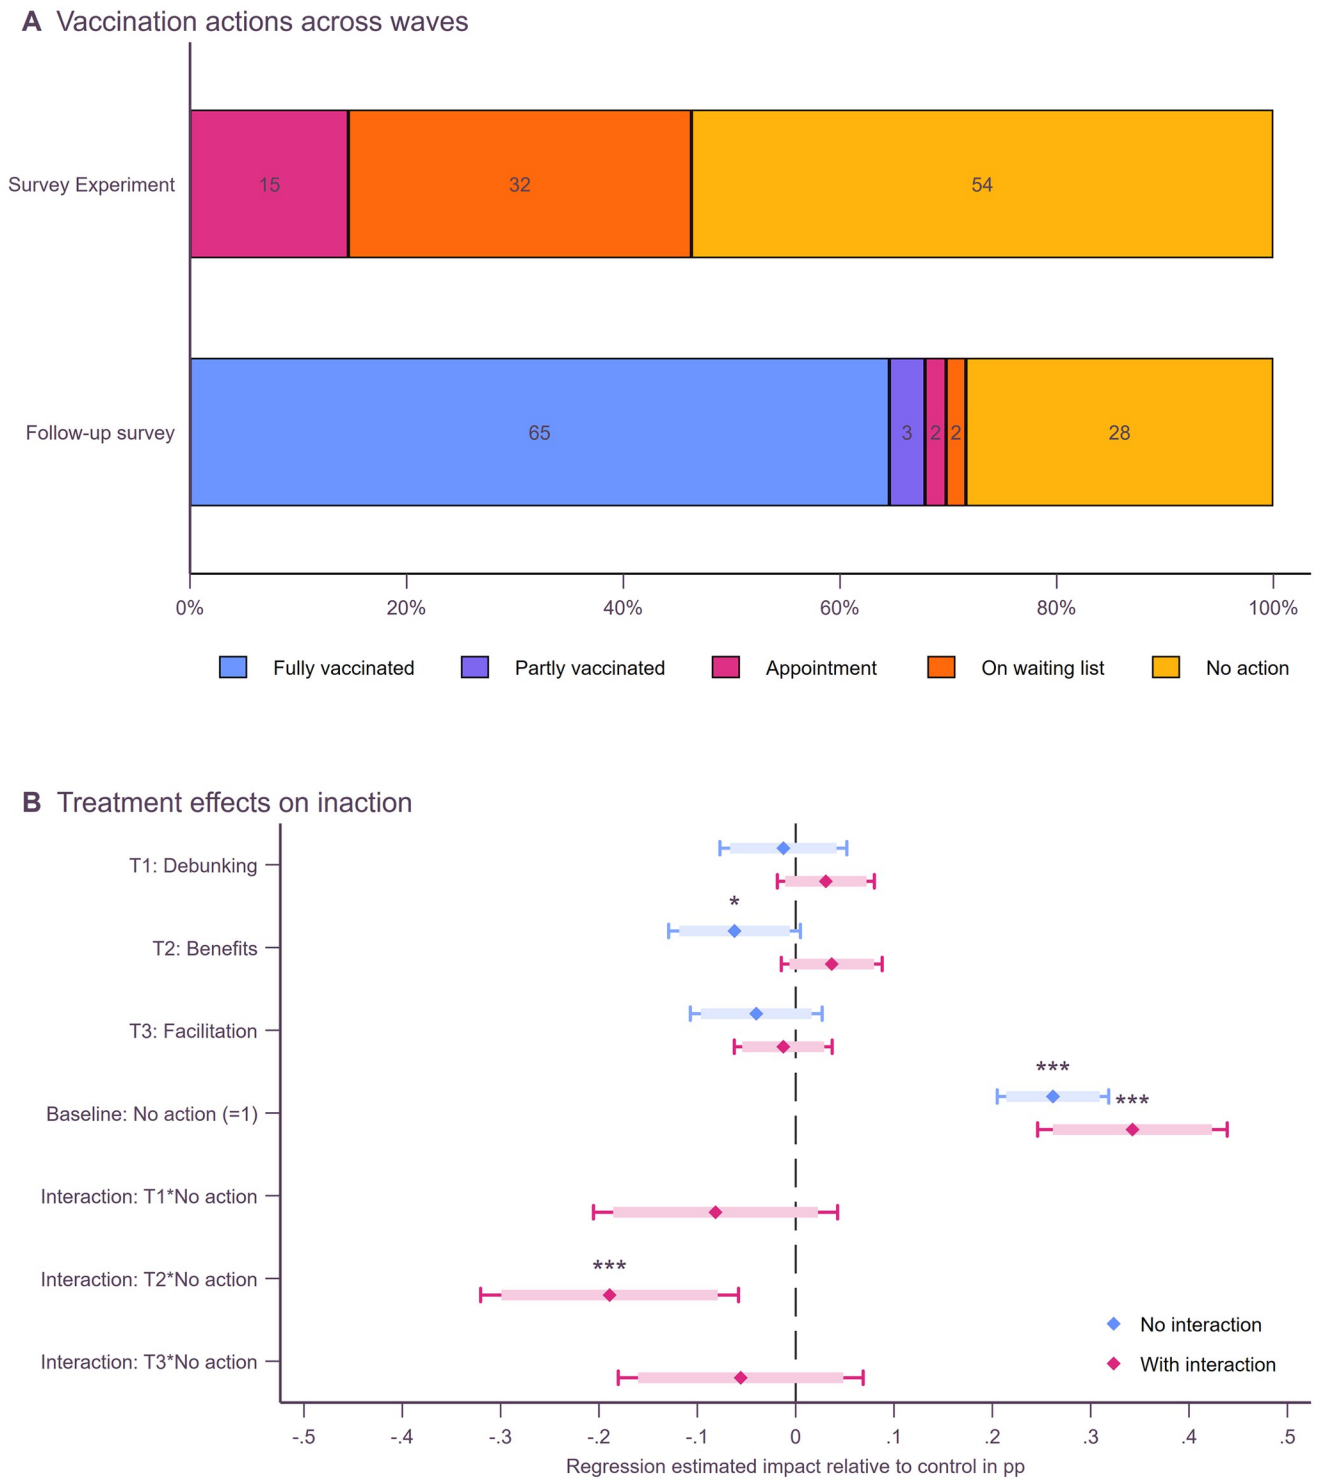 A Vaccination actions across waves
Survey Experiment
15 32 54
Follow-up survey
65 3 2 2 28
0% 20% 40% 60% 80% 100%
Fully vaccinated Partly vaccinated Appointment On waiting list No action
B Treatment effects on inaction
T1: Debunking
*
T2: Benefits
T3: Facilitation
***
***
Baseline: No action (=1)
Interaction: T1*No action
***
Interaction: T2*No action
Interaction: T3*No action
No interaction
With interaction
-.5 -.4 -.3 -.2 -.1 0 .1 .2 .3 .4 .5
Regression estimated impact relative to control in pp